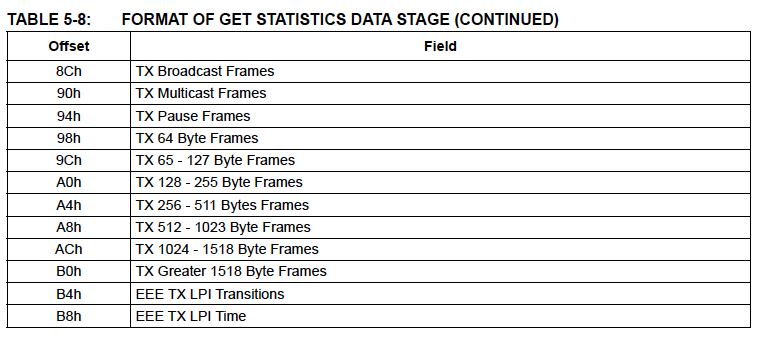 TABLE 5-8: FORMAT OF GET STATISTICS DATA STAGE (CONTINUED)
Offset Field
8Ch TX Broadcast Frames
90h TX Multicast Frames
94h TX Pause Frames
98h TX 64 Byte Frames
9Ch TX 65 - 127 Byte Frames
A0h TX 128 - 255 Byte Frames
A4h TX 256 - 511 Bytes Frames
A8h TX 512 - 1023 Byte Frames
ACh TX 1024 - 1518 Byte Frames
B0h TX Greater 1518 Byte Frames
B4h EEE TX LPI Transitions
B8h EEE TX LPI Time